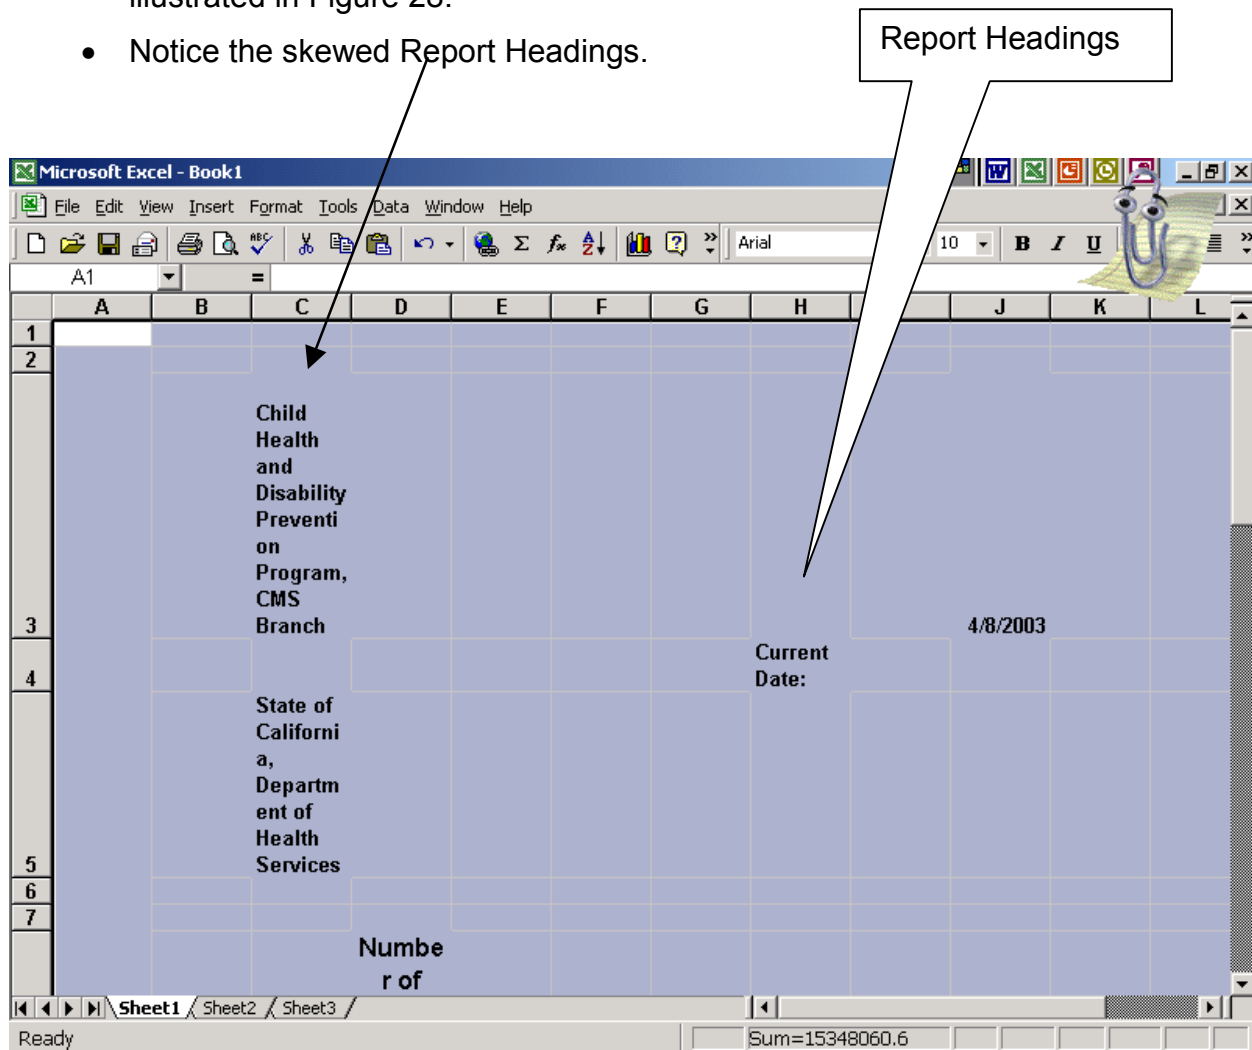 illustrated in Figure 28.
• Notice the skewed Report Headings.
Report Headings
Microsoft Excel - Book1
File Edit View Insert Format Tools Data Window Help
Arial 10 B I U
A1 =
A B C D E F G H J K L
1
2
Child
Health
and
Disability
Preventi
on
Program,
CMS
3 Branch 4/8/2003
Current
4 Date:
State of
Californi
a,
Departm
ent of
Health
5 Services
6
7
Numbe
r of
Sheet1 Sheet2 Sheet3
Ready Sum=15348060.6